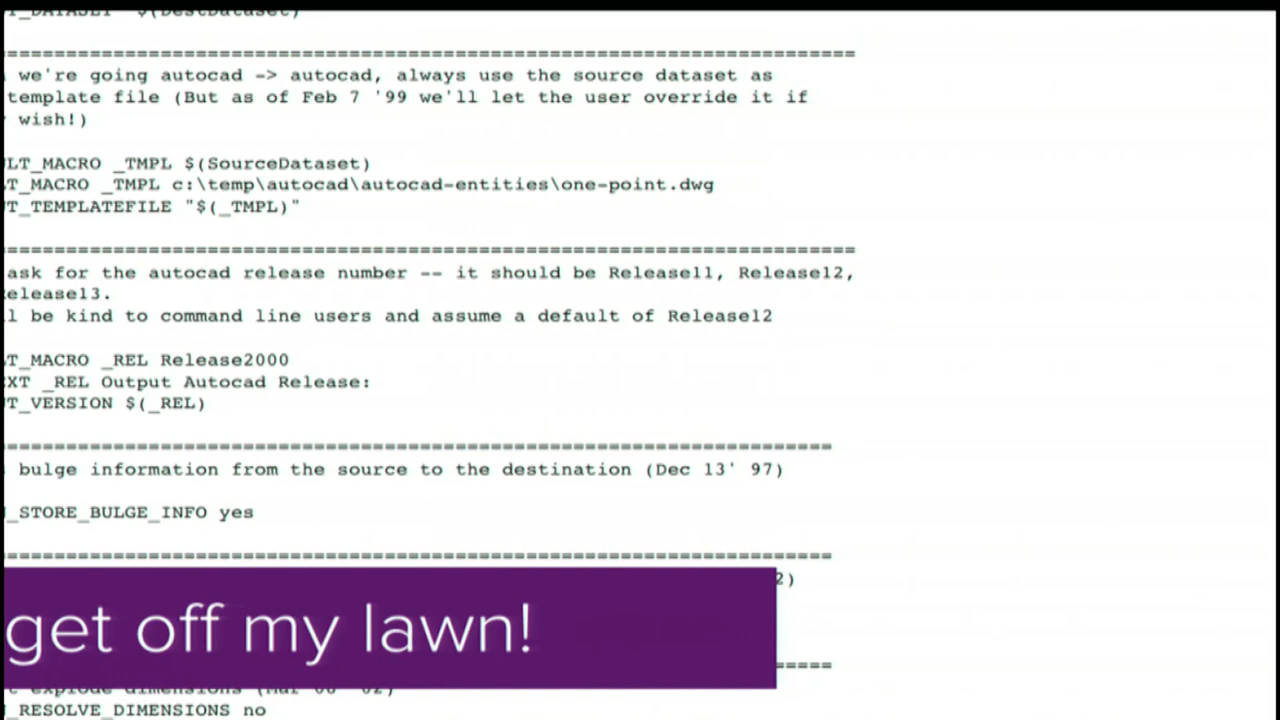 $(DestDataset)
================================================================================
we're going autocad -> autocad, always use the source dataset as
template file (But as of Feb 7 '99 we'll let the user override it if
wish!)
LT_MACRO _TMPL $(SourceDataset)
T_MACRO _TMPL c:\temp\autocad\autocad-entities\one-point.dwg
T_TEMPLATEFILE "$(_TMPL)"
================================================================================
ask for the autocad release number -- it should be Release11, Release12,
elease13.
l be kind to command line users and assume a default of Release12
T_MACRO _REL Release2000
XT _REL Output Autocad Release:
T_VERSION $(_REL)
================================================================================
bulge information from the source to the destination (Dec 13' 97)
_STORE_BULGE_INFO yes
================================================================================
2)
get off my lawn!
=====
explode dimensions
_RESOLVE_DIMENSIONS no